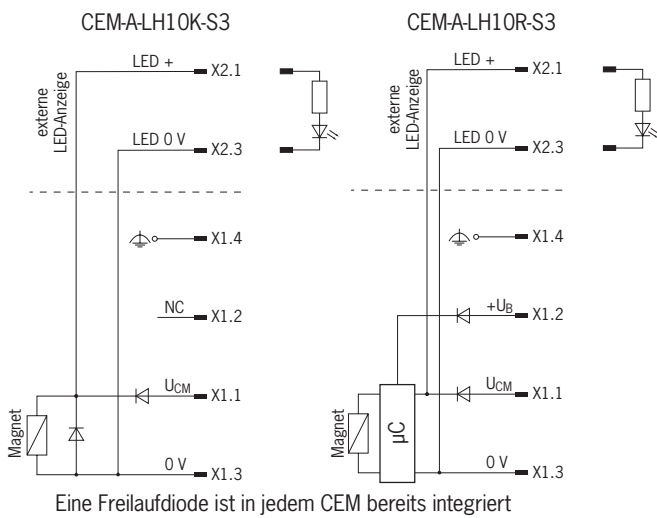 CEM-A-LH10K-S3
LED +
X2.1
externe
LED-Anzeige
LED 0 V
X2.3
X1.4
NC
X1.2
UCM
X1.1
Magnet
0 V
X1.3
CEM-A-LH10R-S3
LED +
X2.1
externe
LED-Anzeige
LED 0 V
X2.3
X1.4
+UB
X1.2
UCM
X1.1
Magnet
µC
0 V
X1.3
Eine Freilaufdiode ist in jedem CEM bereits integriert